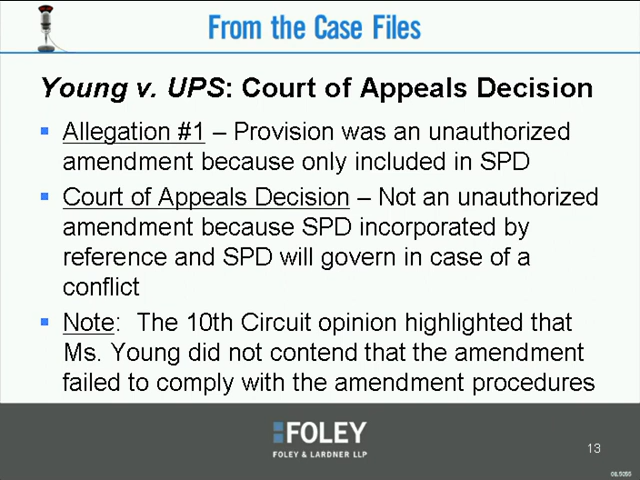 From the Case Files
Young v. UPS: Court of Appeals Decision
Allegation #1 – Provision was an unauthorized
amendment because only included in SPD
Court of Appeals Decision – Not an unauthorized
amendment because SPD incorporated by
reference and SPD will govern in case of a
conflict
Note: The 10th Circuit opinion highlighted that
Ms. Young did not contend that the amendment
failed to comply with the amendment procedures
FOLEY
FOLEY & LARDNER LLP
13